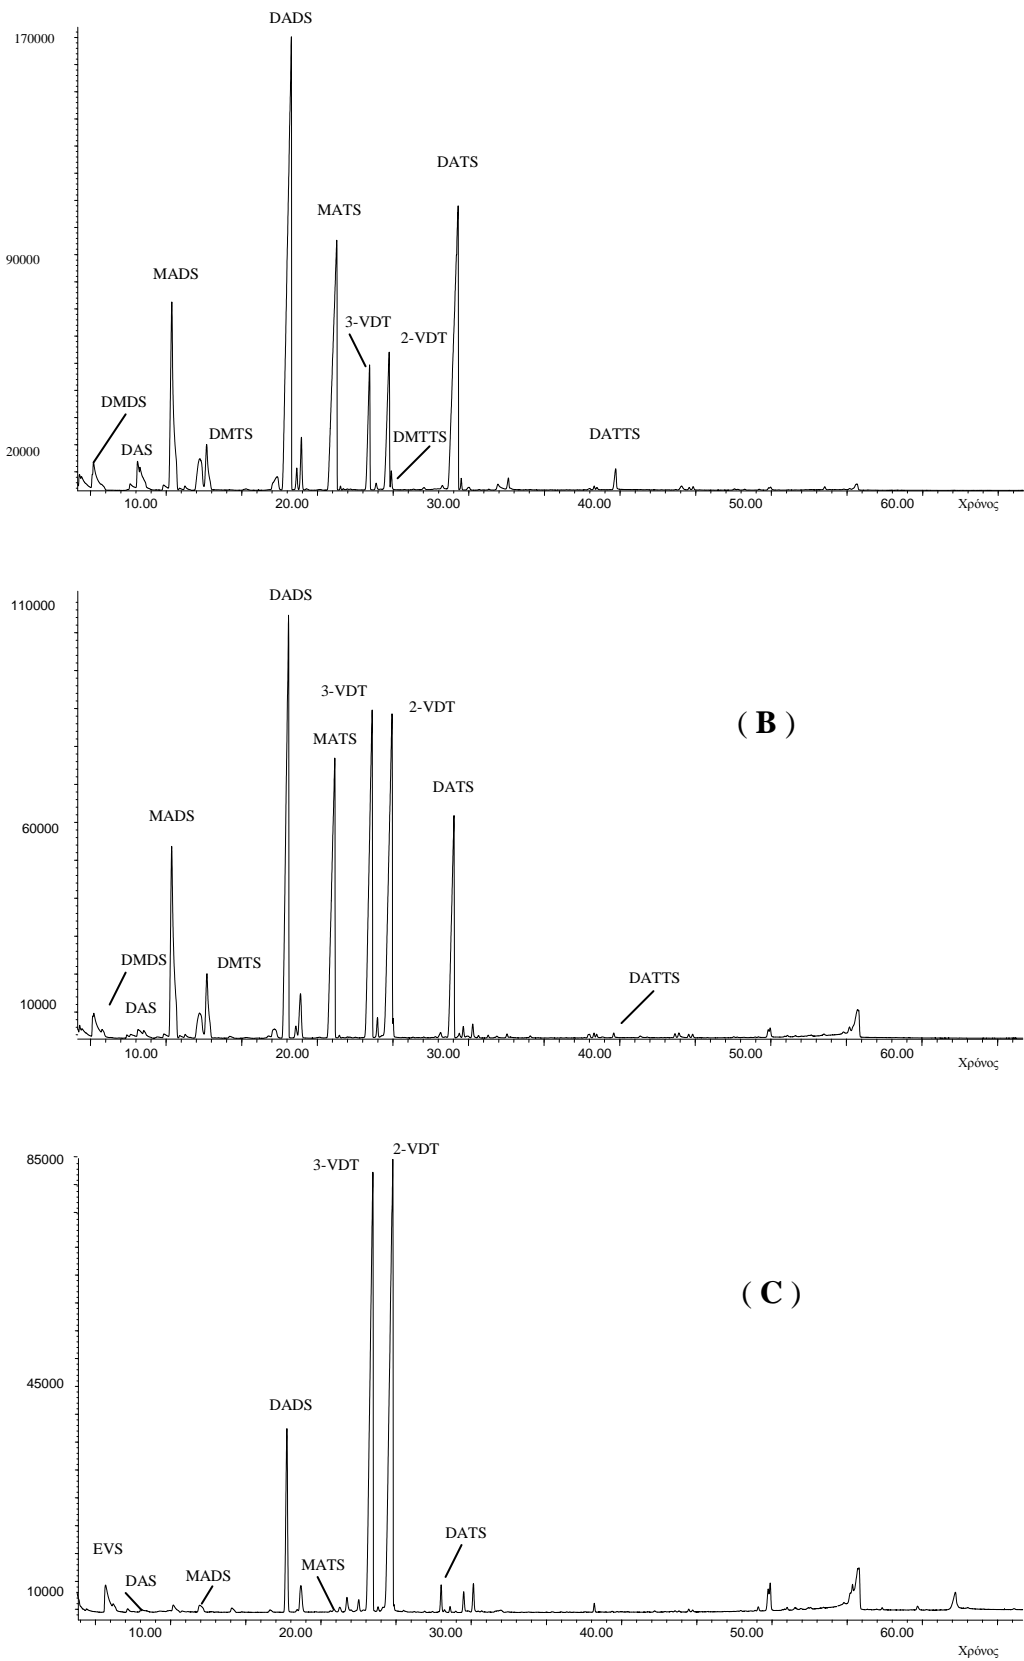 DADS
170000
DATS
MATS
90000
MADS
3-VDT
2-VDT
DMDS
DMTS
DMTTS
DATTS
DAS
20000
10.00 20.00 30.00 40.00 50.00 60.00 Χρόνος
DADS
110000
3-VDT
2-VDT
( B )
MATS
DATS
MADS
60000
DMDS
DMTS
DATTS
DAS
10000
10.00 20.00 30.00 40.00 50.00 60.00
Χρόνος
2-VDT
85000
3-VDT
( C )
45000
DADS
DATS
EVS
MATS
MADS
DAS
10000
10.00 20.00 30.00 40.00 50.00 60.00
Χρόνος